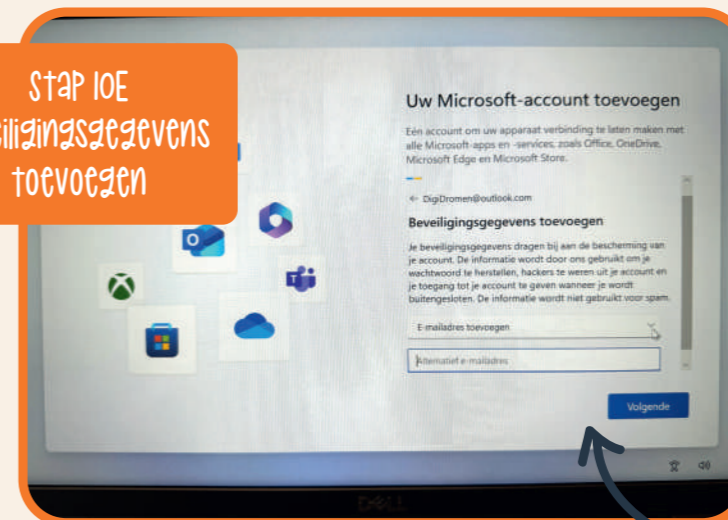 Stap 10E
iligingsgegevens
toevoegen
Uw Microsoft-account toevoegen
Eén account om uw apparaat verbinding te laten maken met
alle Microsoft-apps en -services, zoals Office, OneDrive,
Microsoft Edge en Microsoft Store.
← DigiDromen@outlook.com
Beveiligingsgegevens toevoegen
Je beveiligingsgegevens dragen bij aan de bescherming van
je account. De informatie wordt door ons gebruikt om je
wachtwoord te herstellen, hackers te weren uit je account en
je toegang tot je account te geven wanneer je wordt
buitengesloten. De informatie wordt niet gebruikt voor spam.
E-mailadres toevoegen
Alternatief e-mailadres
Volgende
DELL